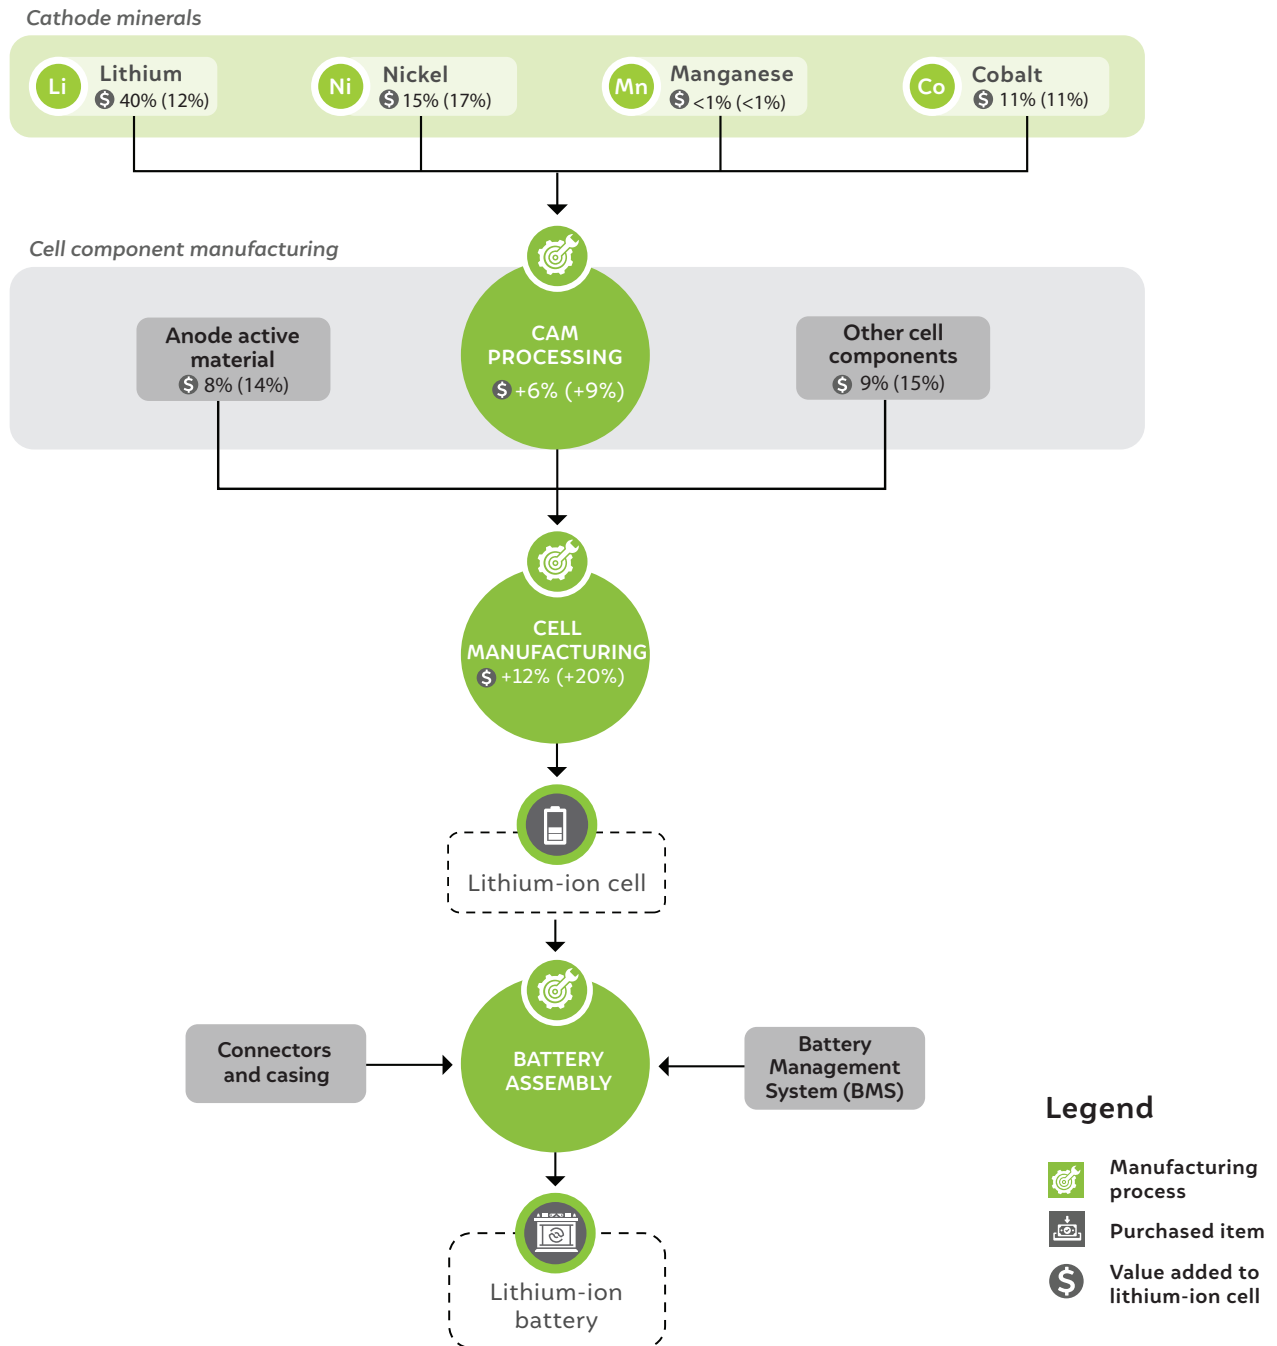 Cathode minerals
Li
Lithium
$ 40% (12%)
Ni
Nickel
$ 15% (17%)
Mn
Manganese
$ <1% (<1%)
Co
Cobalt
$ 11% (11%)
Cell component manufacturing
Anode active
material
$ 8% (14%)
CAM
PROCESSING
$ +6% (+9%)
Other cell
components
$ 9% (15%)
CELL
MANUFACTURING
$ +12% (+20%)
Lithium-ion cell
Connectors
and casing
BATTERY
ASSEMBLY
Battery
Management
System (BMS)
Lithium-ion
battery
Legend
Manufacturing
process
Purchased item
$ Value added to
lithium-ion cell